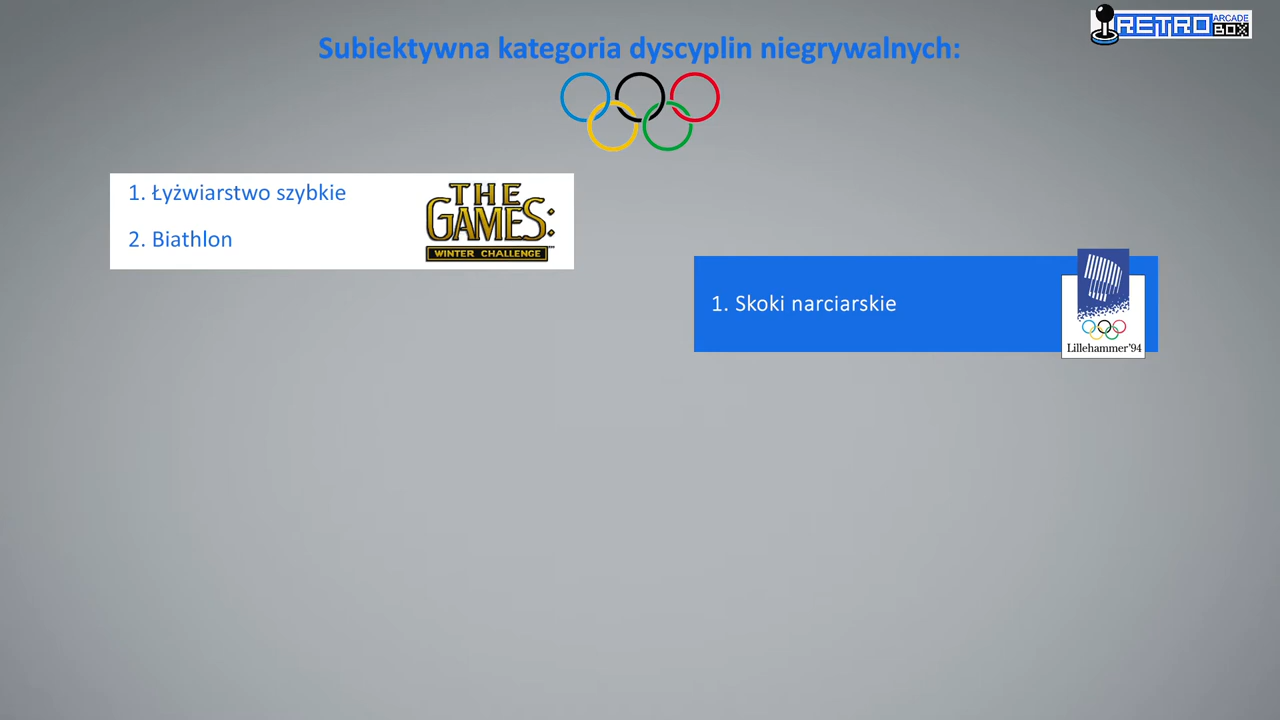 RETRO ARCADE BOX
Subiektywna kategoria dyscyplin niegrywalnych:
1. Łyżwiarstwo szybkie
2. Biathlon
THE
GAMES:
WINTER CHALLENGE
1. Skoki narciarskie
Lillehammer'94